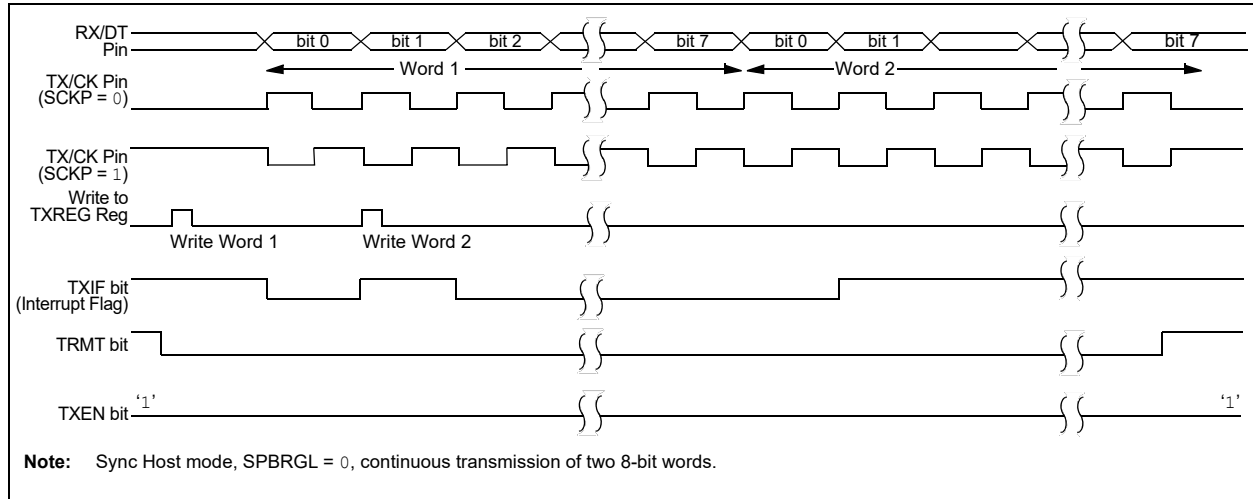 RX/DT
Pin
bit 0 bit 1 bit 2 bit 7 bit 0 bit 1 bit 7
Word 1 Word 2
TX/CK Pin
(SCKP = 0)
TX/CK Pin
(SCKP = 1)
Write to
TXREG Reg
Write Word 1 Write Word 2
TXIF bit
(Interrupt Flag)
TRMT bit
TXEN bit ‘1’ ‘1’
Note: Sync Host mode, SPBRGL = 0, continuous transmission of two 8-bit words.